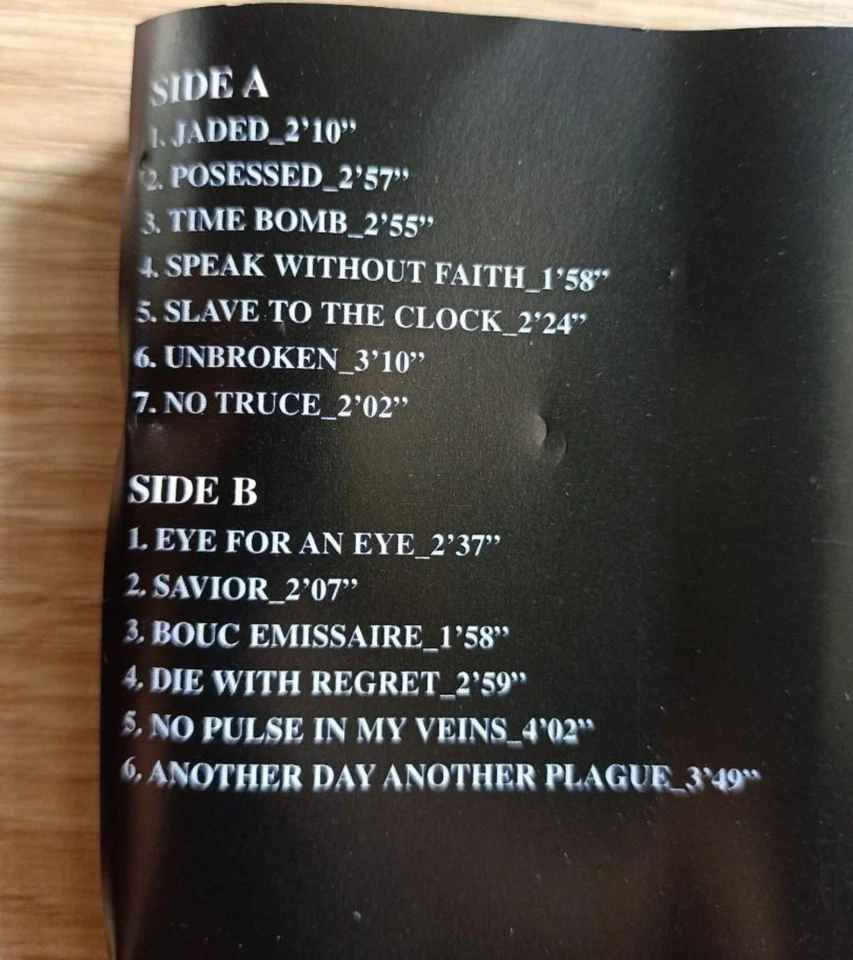 SIDE A
1. JADED_2’10”
2. POSESSED_2’57”
3. TIME BOMB_2’55”
4. SPEAK WITHOUT FAITH_1’58”
5. SLAVE TO THE CLOCK_2’24”
6. UNBROKEN_3’10”
7. NO TRUCE_2’02”
SIDE B
1. EYE FOR AN EYE_2’37”
2. SAVIOR_2’07”
3. BOUC EMISSAIRE_1’58”
4. DIE WITH REGRET_2’59”
5. NO PULSE IN MY VEINS_4’02”
6. ANOTHER DAY ANOTHER PLAGUE_3’49”